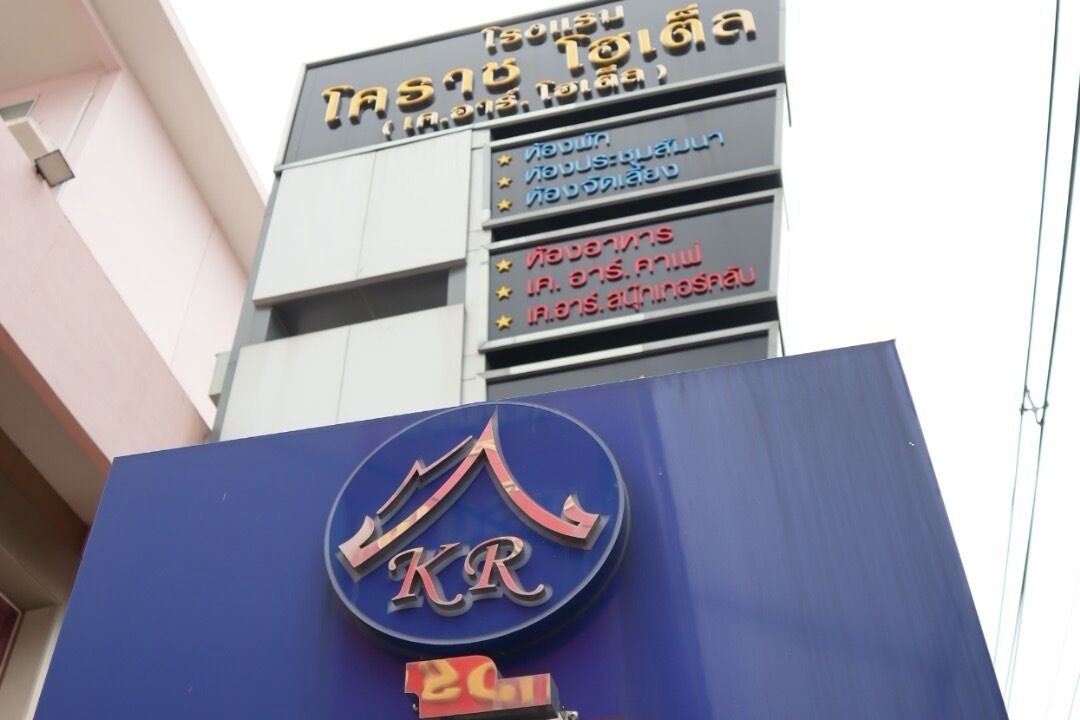 โรงแรม
โคราช โฮเต็ล
( เค.อาร์. โฮเต็ล )
ห้องพัก
ห้องประชุมสัมนา
ห้องจัดเลี้ยง
ห้องอาหาร
เค. อาร์. คาเฟ่
เค.อาร์.สนุ๊กเกอร์คลับ
KR